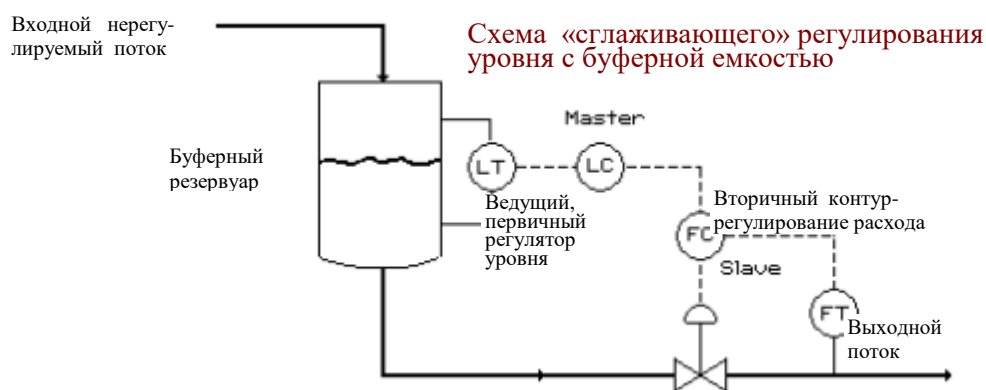 Входной нерегу-
лируемый поток
Схема «сглаживающего» регулирования
уровня с буферной емкостью
Master
Буферный
резервуар
LT
LC
Ведущий,
первичный
регулятор
уровня
Вторичный контур-
регулирование расхода
FC
Slave
FT
Выходной
поток